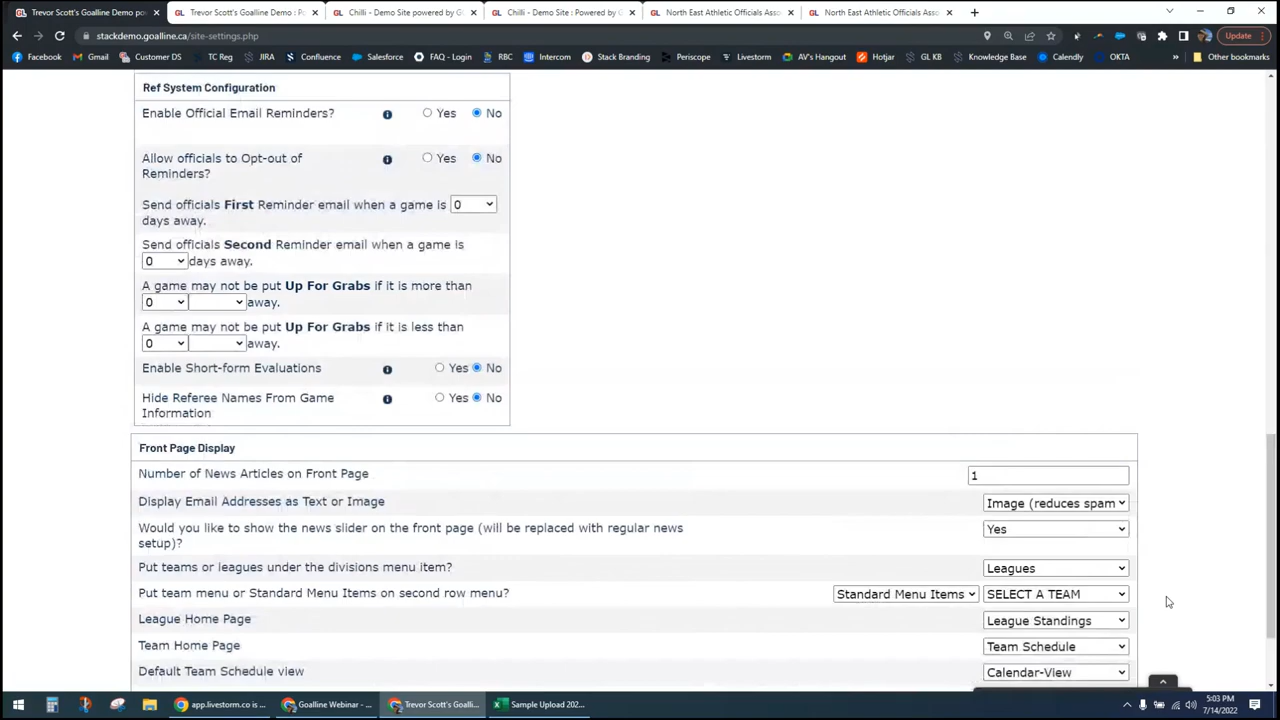 Trevor Scott's Goalline Demo pow
Trevor Scott's Goalline Demo : P
Chilli - Demo Site powered by G
Chilli - Demo Site : Powered by G
North East Athletic Officials Ass
North East Athletic Officials Asso
stackdemo.goalline.ca/site-settings.php
Update
Facebook
Gmail
Customer DS
TC Reg
JIRA
Confluence
Salesforce
FAQ - Login
RBC
Intercom
Stack Branding
Periscope
Livestorm
AV's Hangout
Hotjar
GL KB
Knowledge Base
Calendly
OKTA
Other bookmarks
Ref System Configuration
Enable Official Email Reminders? Yes No
Allow officials to Opt-out of Yes No
Reminders?
Send officials First Reminder email when a game is 0
days away.
Send officials Second Reminder email when a game is
0 days away.
A game may not be put Up For Grabs if it is more than
0 away.
A game may not be put Up For Grabs if it is less than
0 away.
Enable Short-form Evaluations Yes No
Hide Referee Names From Game Yes No
Information
Front Page Display
Number of News Articles on Front Page 1
Display Email Addresses as Text or Image Image (reduces spam
Would you like to show the news slider on the front page (will be replaced with regular news Yes
setup)?
Put teams or leagues under the divisions menu item? Leagues
Put team menu or Standard Menu Items on second row menu? Standard Menu Items SELECT A TEAM
League Home Page League Standings
Team Home Page Team Schedule
Default Team Schedule view Calendar-View
app.livestorm.co is ...
Goalline Webinar - ...
Trevor Scott's Goalli...
Sample Upload 202...
5:03 PM
7/14/2022